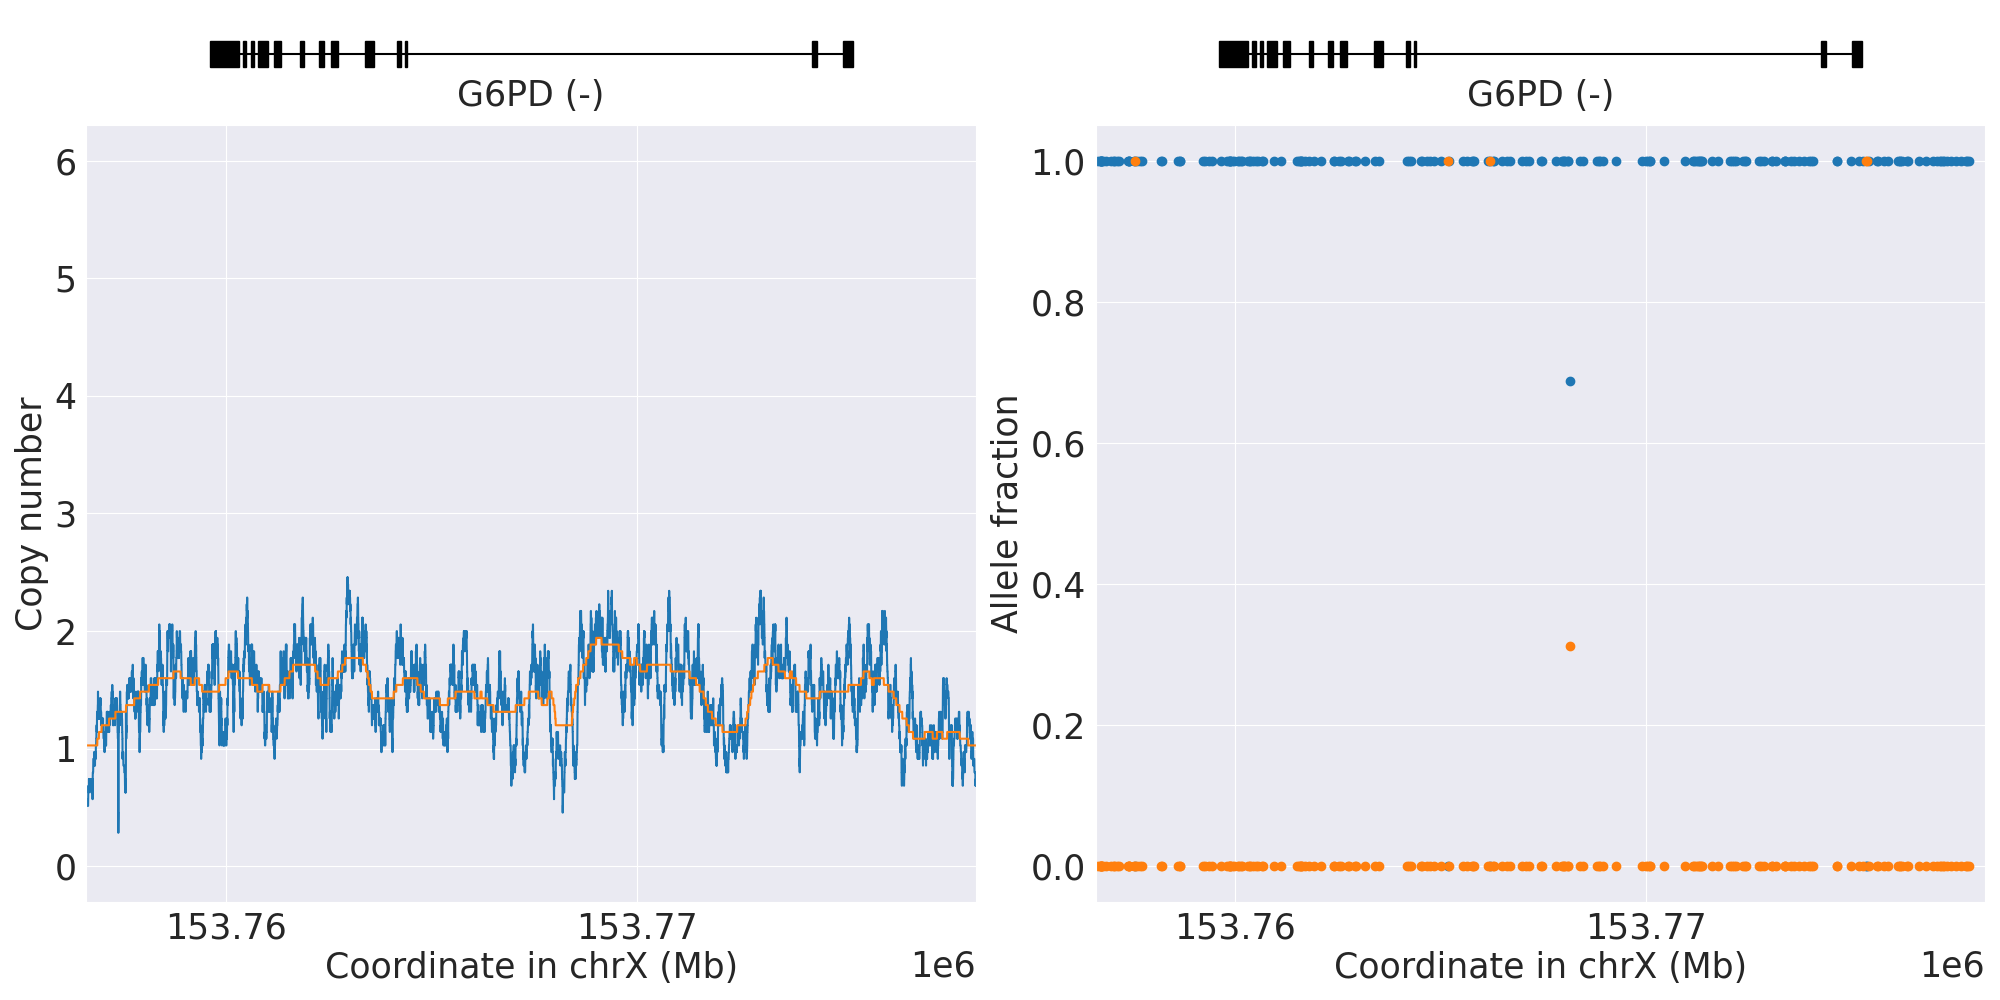 G6PD (-)
G6PD (-)
Copy number
6
5
4
3
2
1
0
153.76
153.77
Coordinate in chrX (Mb)
1e6
Allele fraction
1.0
0.8
0.6
0.4
0.2
0.0
153.76
153.77
Coordinate in chrX (Mb)
1e6